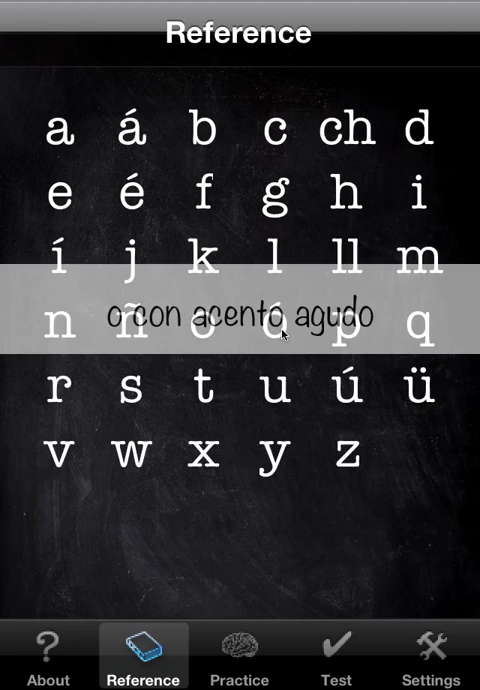 Reference
a á b c ch d
e é f g h i
í j k l ll m
n ñ o ó p q
o con acento agudo
r s t u ú ü
v w x y z
?
About Reference Practice Test Settings